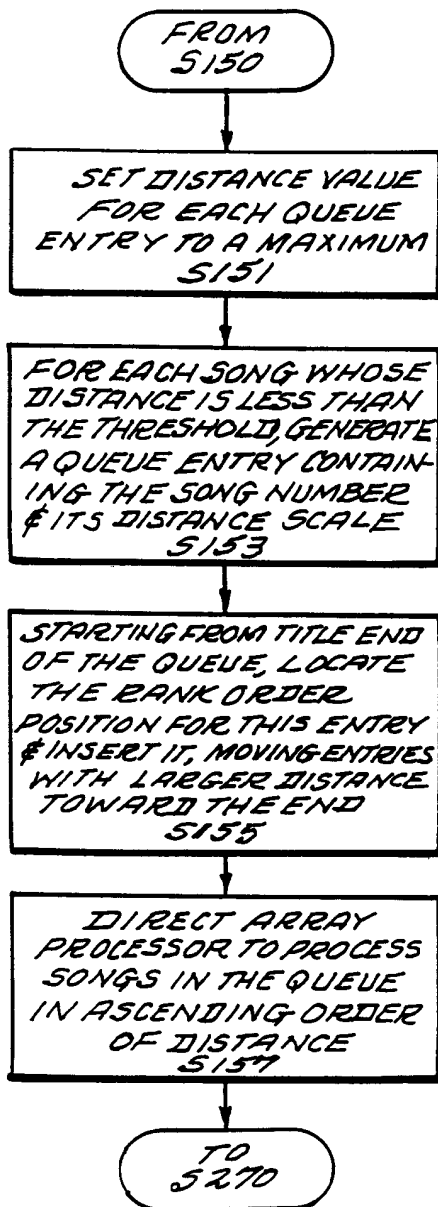 FROM
S150
SET DISTANCE VALUE
FOR EACH QUEUE
ENTRY TO A MAXIMUM
S151
FOR EACH SONG WHOSE
DISTANCE IS LESS THAN
THE THRESHOLD, GENERATE
A QUEUE ENTRY CONTAIN-
ING THE SONG NUMBER
& ITS DISTANCE SCALE
S153
STARTING FROM TITLE END
OF THE QUEUE, LOCATE
THE RANK ORDER
POSITION FOR THIS ENTRY
& INSERT IT, MOVING ENTRIES
WITH LARGER DISTANCE
TOWARD THE END
S155
DIRECT ARRAY
PROCESSOR TO PROCESS
SONGS IN THE QUEUE
IN ASCENDING ORDER
OF DISTANCE
S157
TO
S270